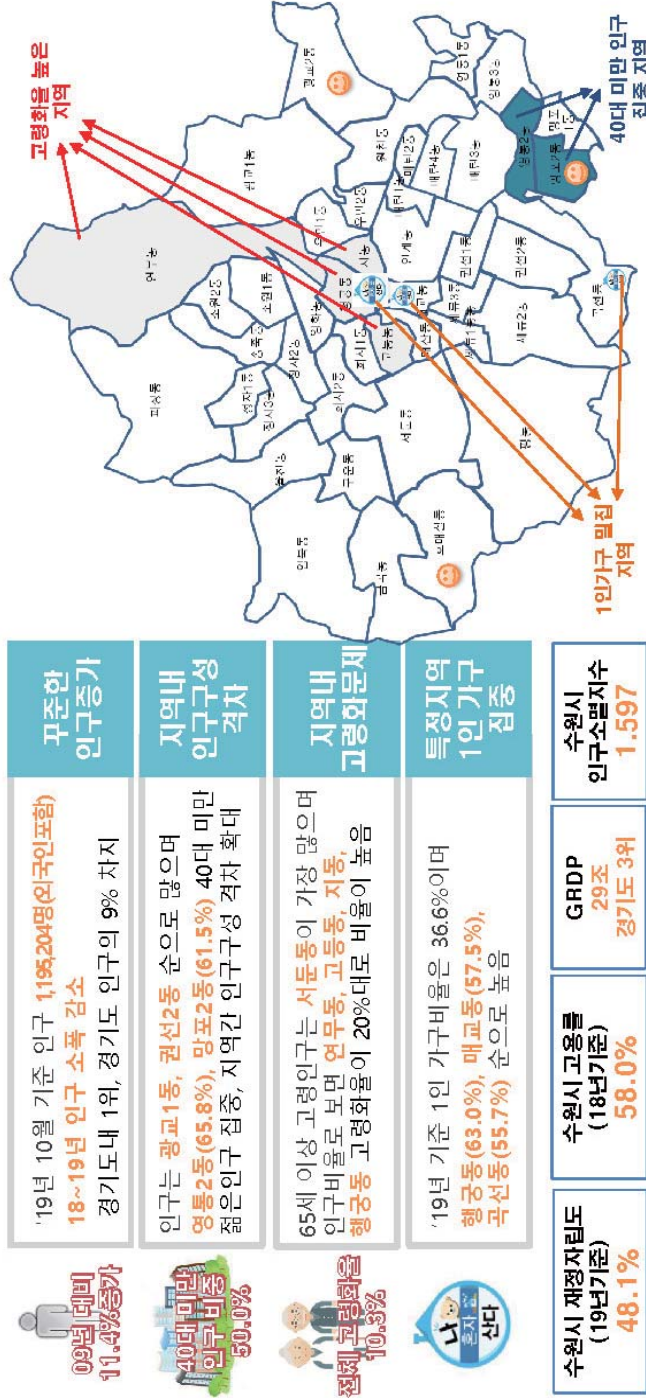 09년 대비
11.4%증가
'19년 10월 기준 인구 1,195,204명(외국인포함)
18~19년 인구 소폭 감소
경기도내 1위, 경기도 인구의 9% 차지
꾸준한
인구증가
40대 미만
인구 비중
50.0%
인구는 광교1동, 권선2동 순으로 많으며
영통2동(65.8%), 망포2동(61.5%) 40대 미만
젊은인구 집중, 지역간 인구구성 격차 확대
지역내
인구구성
격차
전체 고령화율
10.3%
65세 이상 고령인구는 서둔동이 가장 많으며
인구비율로 보면 연무동, 고등동, 지동,
행궁동 고령화율이 20%대로 비율이 높음
지역내
고령화문제
나
혼자
산다
'19년 기준 1인 가구비율은 36.6%이며
행궁동(63.0%), 매교동(57.5%),
곡선동(55.7%) 순으로 높음
특정지역
1인 가구
집중
수원시 재정자립도
(19년기준)
48.1%
수원시 고용률
(18년기준)
58.0%
GRDP
29조
경기도 3위
수원시
인구소멸지수
1.597
고령화율 높은
지역
1인가구 밀집
지역
40대 미만 인구
집중 지역
연무동
광교1동
광교2동
원천동
우만1동
우만2동
지동
행궁동
고등동
인계동
매탄1동
매탄2동
매탄3동
매탄4동
영통1동
영통2동
영통3동
망포2동
권선1동
권선2동
곡선동
세류1동
세류2동
세류3동
매산동
매교동
평동
서둔동
구운동
금곡동
입북동
율천동
정자1동
정자2동
정자3동
화서1동
화서2동
영화동
송죽동
조원1동
조원2동
파장동